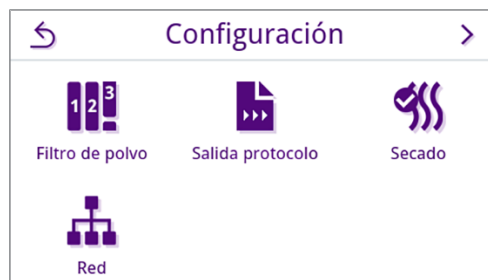 Configuración
1 2 3
Filtro de polvo
Salida protocolo
Secado
Red